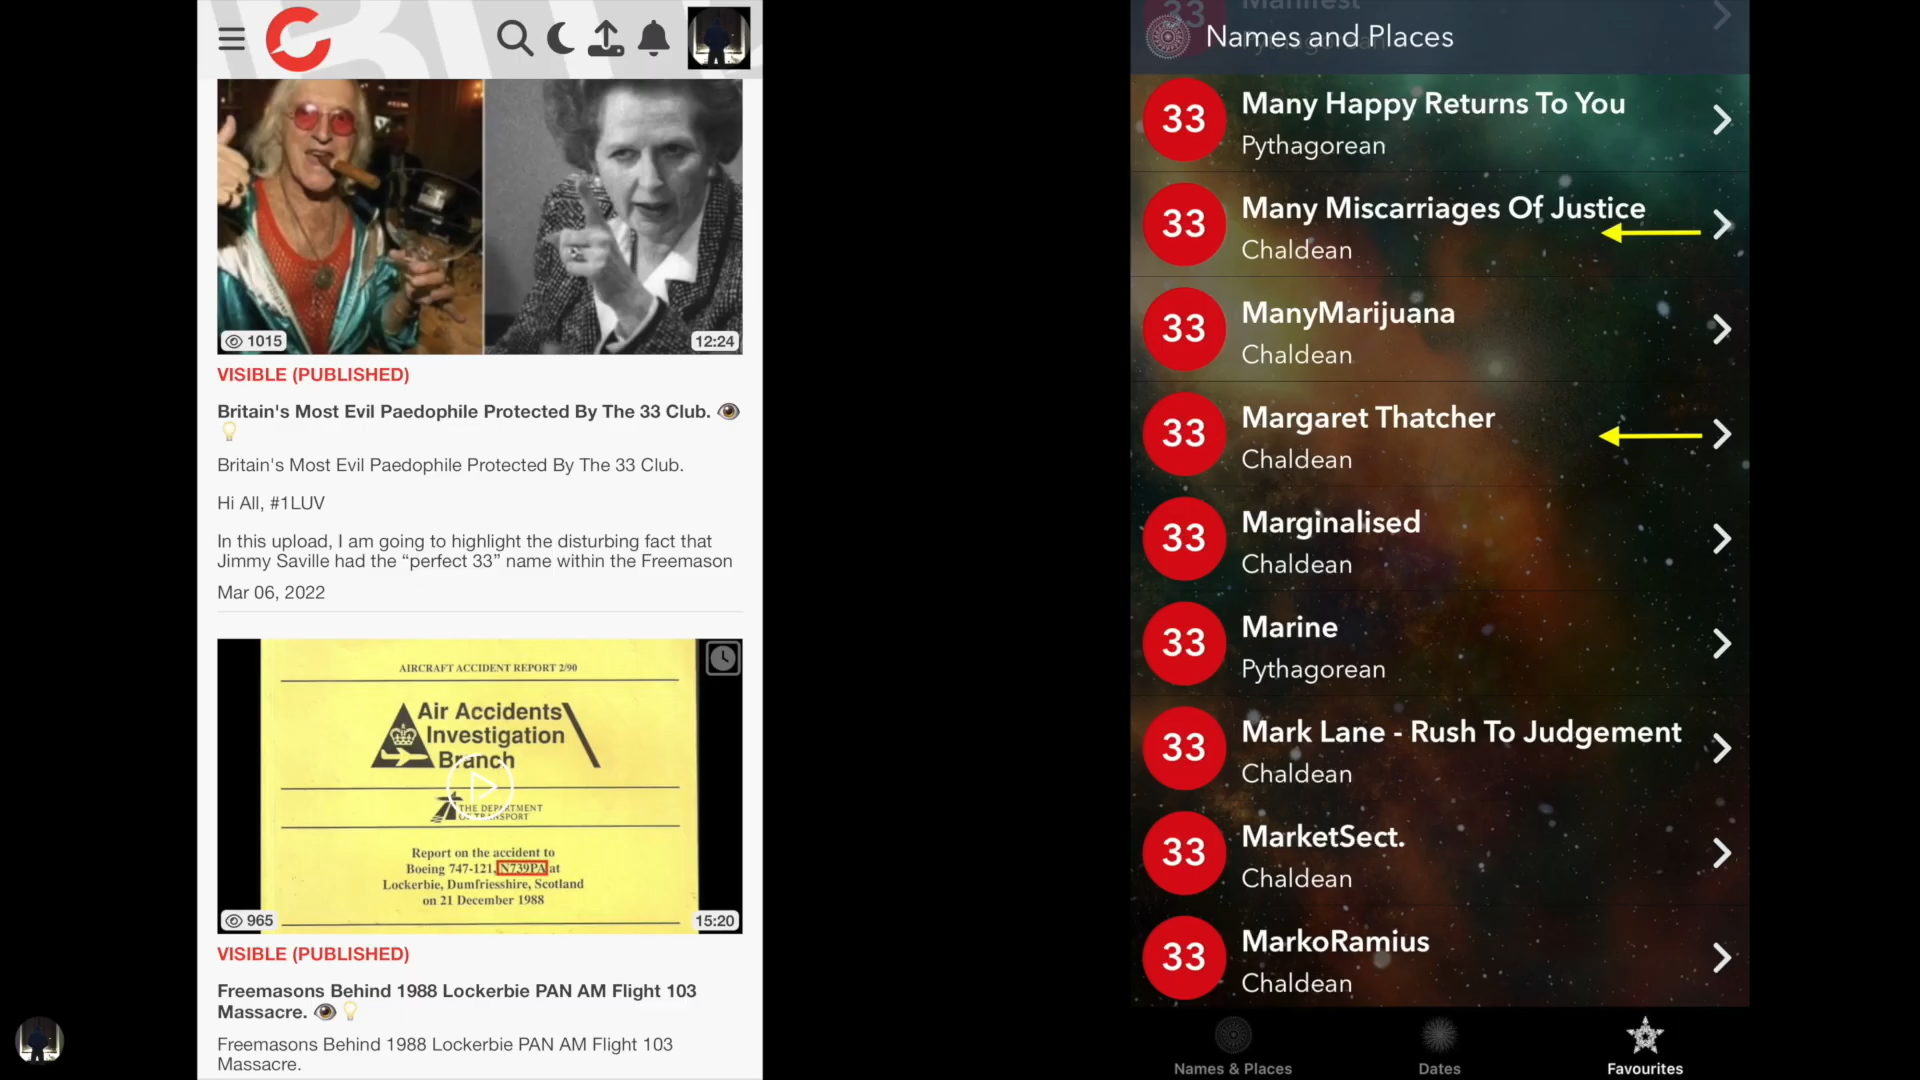 1015
12:24
VISIBLE (PUBLISHED)
Britain's Most Evil Paedophile Protected By The 33 Club. 👁
💡
Britain's Most Evil Paedophile Protected By The 33 Club.
Hi All, #1LUV
In this upload, I am going to highlight the disturbing fact that
Jimmy Saville had the “perfect 33” name within the Freemason
Mar 06, 2022
AIRCRAFT ACCIDENT REPORT 2/90
Air Accidents
Investigation
Branch
THE DEPARTMENT
OF TRANSPORT
Report on the accident to
Boeing 747-121, N739PA at
Lockerbie, Dumfriesshire, Scotland
on 21 December 1988
965
15:20
VISIBLE (PUBLISHED)
Freemasons Behind 1988 Lockerbie PAN AM Flight 103
Massacre. 👁 💡
Freemasons Behind 1988 Lockerbie PAN AM Flight 103
Massacre.
33 Manifest
Pythagorean
Names and Places
33 Many Happy Returns To You
Pythagorean
33 Many Miscarriages Of Justice
Chaldean
33 ManyMarijuana
Chaldean
33 Margaret Thatcher
Chaldean
33 Marginalised
Chaldean
33 Marine
Pythagorean
33 Mark Lane - Rush To Judgement
Chaldean
33 MarketSect.
Chaldean
33 MarkoRamius
Chaldean
Names & Places
Dates
Favourites